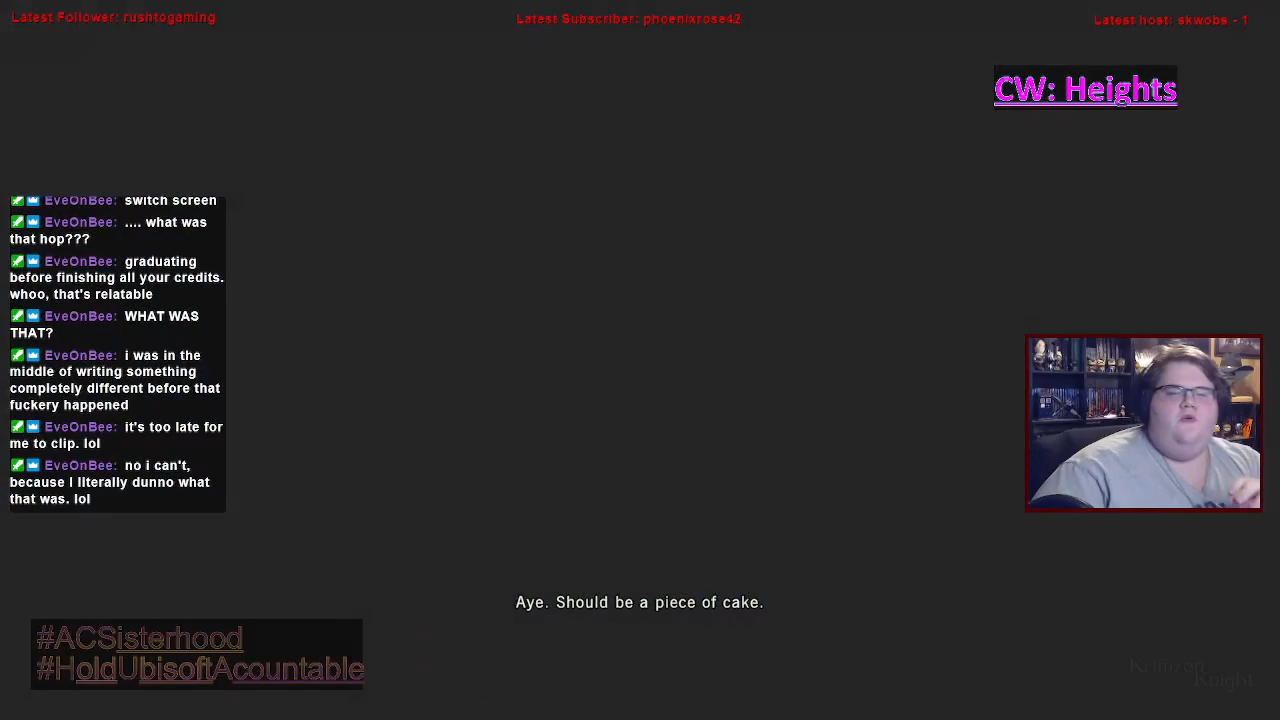 Latest Follower: rushtogaming
Latest Subscriber: phoenixrose42
Latest host: skwobs - 1
CW: Heights
EveOnBee: switch screen
EveOnBee: .... what was
that hop???
EveOnBee: graduating
before finishing all your credits.
whoo, that's relatable
EveOnBee: WHAT WAS
THAT?
EveOnBee: i was in the
middle of writing something
completely different before that
fuckery happened
EveOnBee: it's too late for
me to clip. lol
EveOnBee: no i can't,
because I literally dunno what
that was. lol
Aye. Should be a piece of cake.
#ACSisterhood
#HoldUbisoftAcountable
Knight